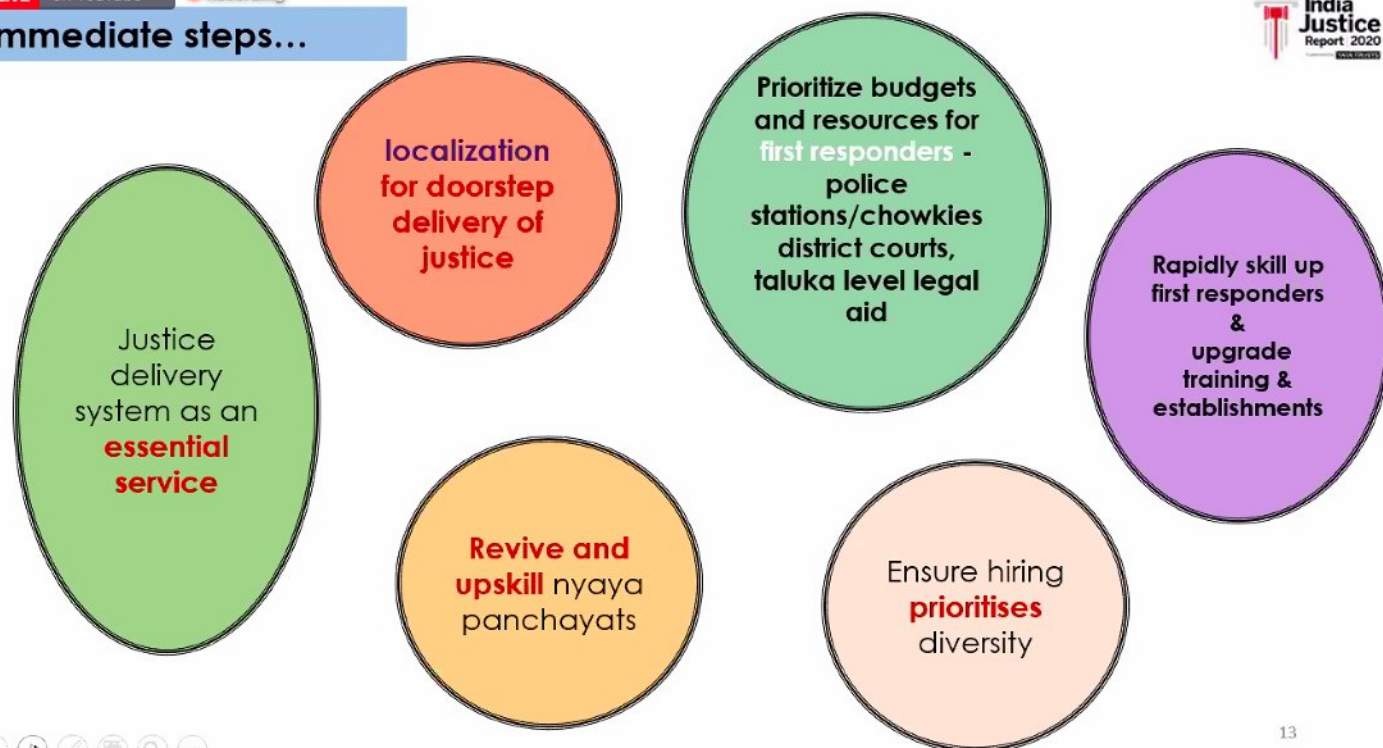 mmediate steps...
India
Justice
Report 2020
localization
for doorstep
delivery of
justice
Prioritize budgets
and resources for
first responders -
police
stations/chowkies
district courts,
taluka level legal
aid
Rapidly skill up
first responders
&
upgrade
training &
establishments
Justice
delivery
system as an
essential
service
Revive and
upskill nyaya
panchayats
Ensure hiring
prioritises
diversity
13